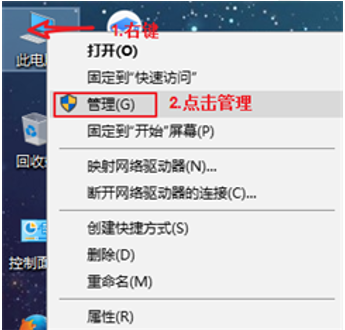 1.右键
此电
打开(O)
固定到"快速访问"
管理(G)
2.点击管理
固定到"开始"屏幕(P)
回收
映射网络驱动器(N)...
断开网络驱动器的连接(C)...
创建快捷方式(S)
删除(D)
控制面
重命名(M)
属性(R)